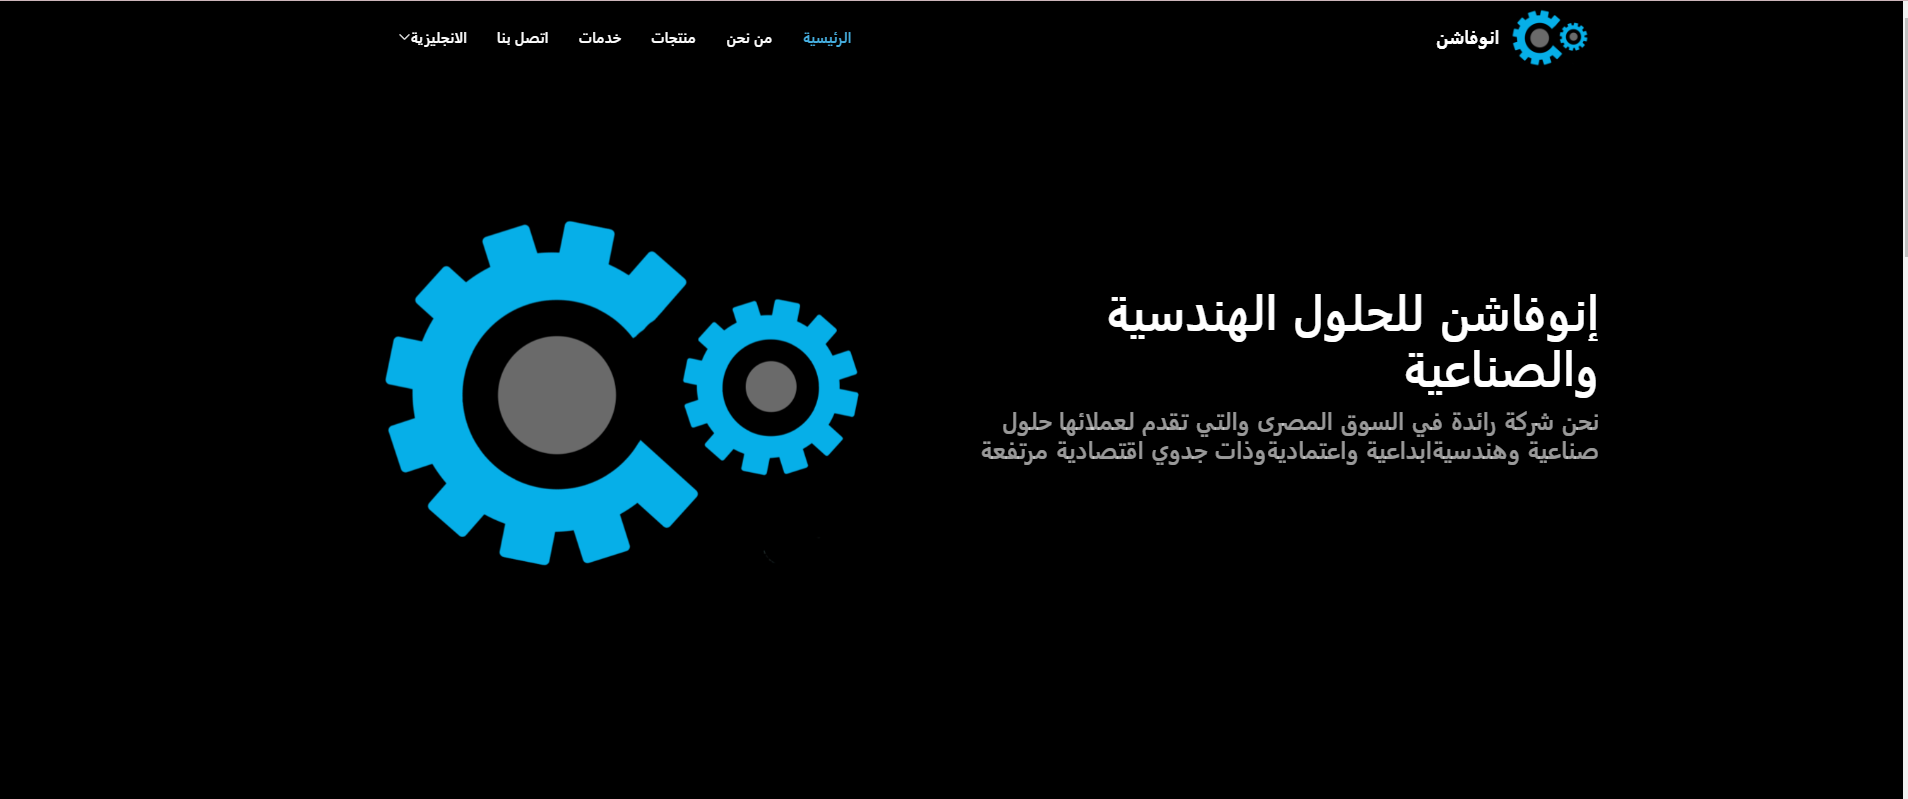 انوفاشن
الرئيسية
من نحن
منتجات
خدمات
اتصل بنا
الانجليزية
إنوفاشن للحلول الهندسية
والصناعية
نحن شركة رائدة في السوق المصرى والتي تقدم لعملائها حلول
صناعية وهندسيةابداعية واعتماديةوذات جدوي اقتصادية مرتفعة